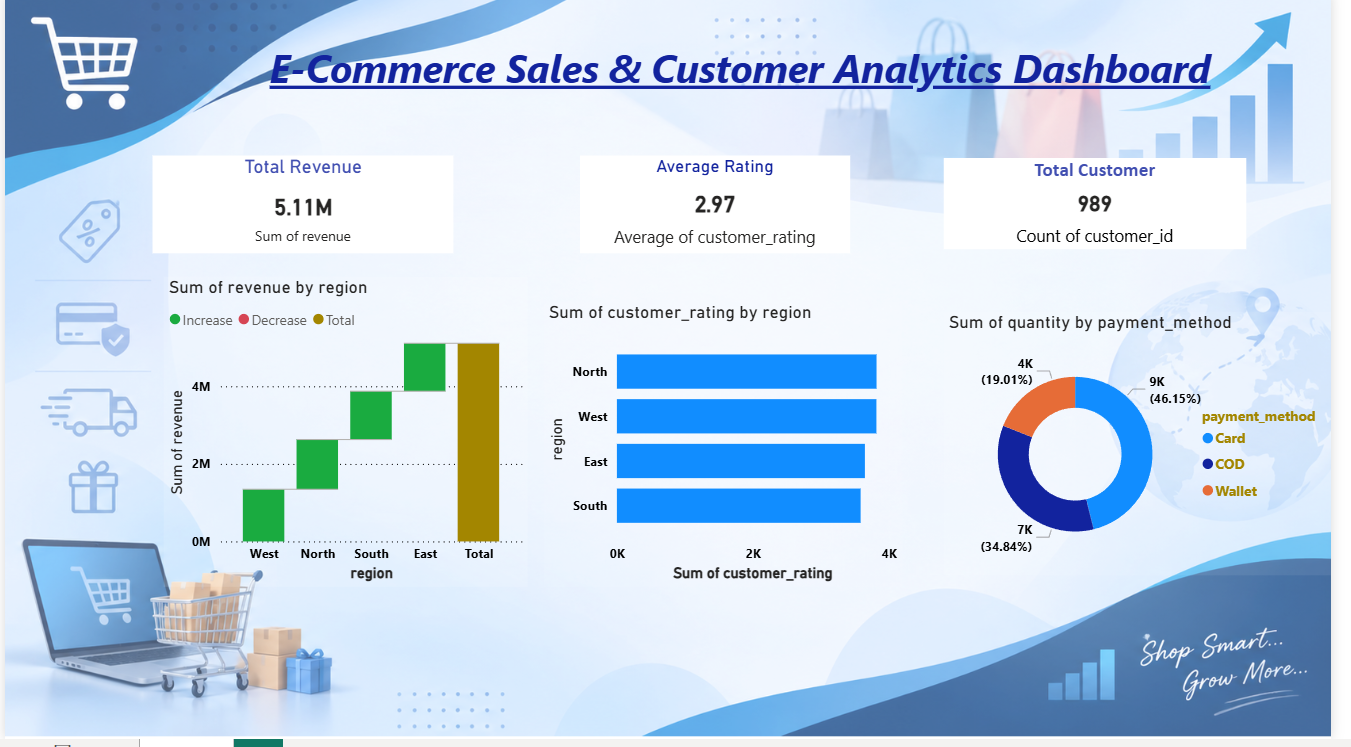 E-Commerce Sales & Customer Analytics Dashboard
Total Revenue
5.11M
Sum of revenue
Average Rating
2.97
Average of customer_rating
Total Customer
989
Count of customer_id
Sum of revenue by region
Increase Decrease Total
Sum of revenue
4M
2M
0M
West North South East Total
region
Sum of customer_rating by region
region
North
West
East
South
0K 2K 4K
Sum of customer_rating
Sum of quantity by payment_method
4K
(19.01%)
9K
(46.15%)
7K
(34.84%)
payment_method
Card
COD
Wallet
%
Shop Smart...
Grow More...